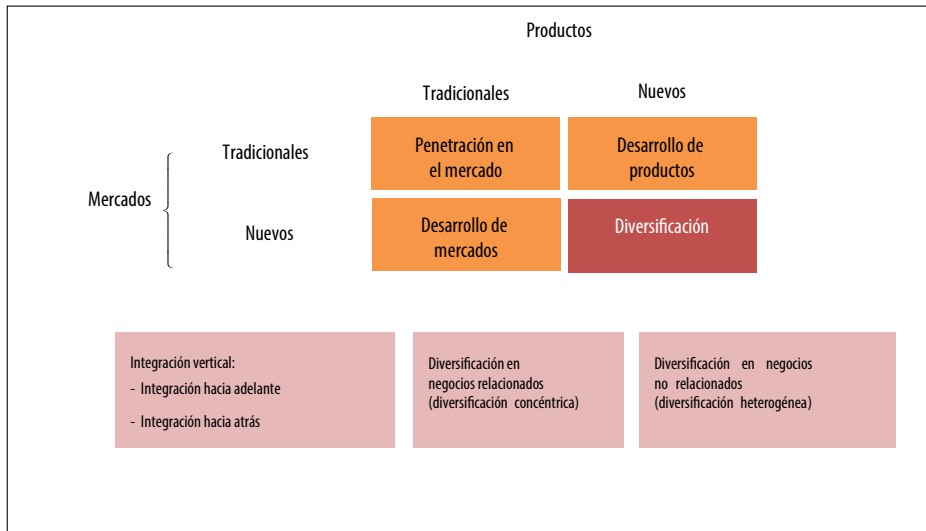 Productos
Tradicionales
Nuevos
Mercados
Tradicionales
Penetración en
el mercado
Desarrollo de
productos
Nuevos
Desarrollo de
mercados
Diversificación
Integración vertical:
- Integración hacia adelante
- Integración hacia atrás
Diversificación en
negocios relacionados
(diversificación concéntrica)
Diversificación en negocios
no relacionados
(diversificación heterogénea)